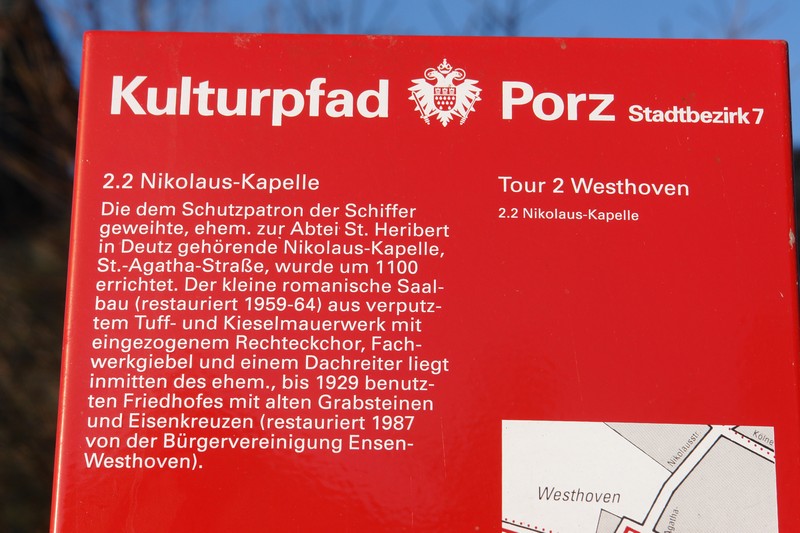 Kulturpfad Porz Stadtbezirk 7
2.2 Nikolaus-Kapelle
Die dem Schutzpatron der Schiffer
geweihte, ehem. zur Abtei St. Heribert
in Deutz gehörende Nikolaus-Kapelle,
St.-Agatha-Straße, wurde um 1100
errichtet. Der kleine romanische Saal-
bau (restauriert 1959-64) aus verputz-
tem Tuff- und Kieselmauerwerk mit
eingezogenem Rechteckchor, Fach-
werkgiebel und einem Dachreiter liegt
inmitten des ehem., bis 1929 benutz-
ten Friedhofes mit alten Grabsteinen
und Eisenkreuzen (restauriert 1987
von der Bürgervereinigung Ensen-
Westhoven).
Tour 2 Westhoven
2.2 Nikolaus-Kapelle
Westhoven
Nikolausstr.
Kölne
Agatha-